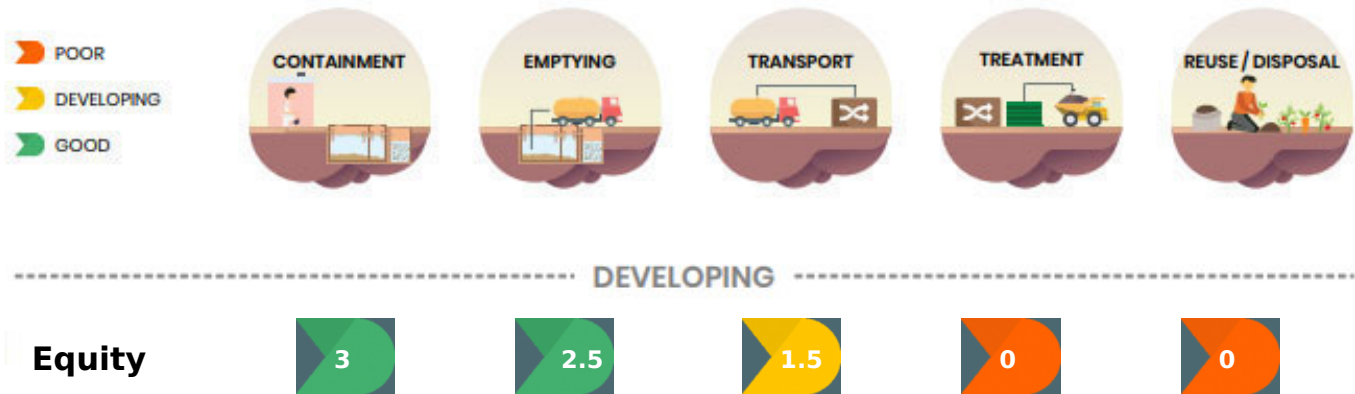 POOR
DEVELOPING
GOOD
CONTAINMENT
EMPTYING
TRANSPORT
TREATMENT
REUSE / DISPOSAL
DEVELOPING
Equity 3 2.5 1.5 0 0